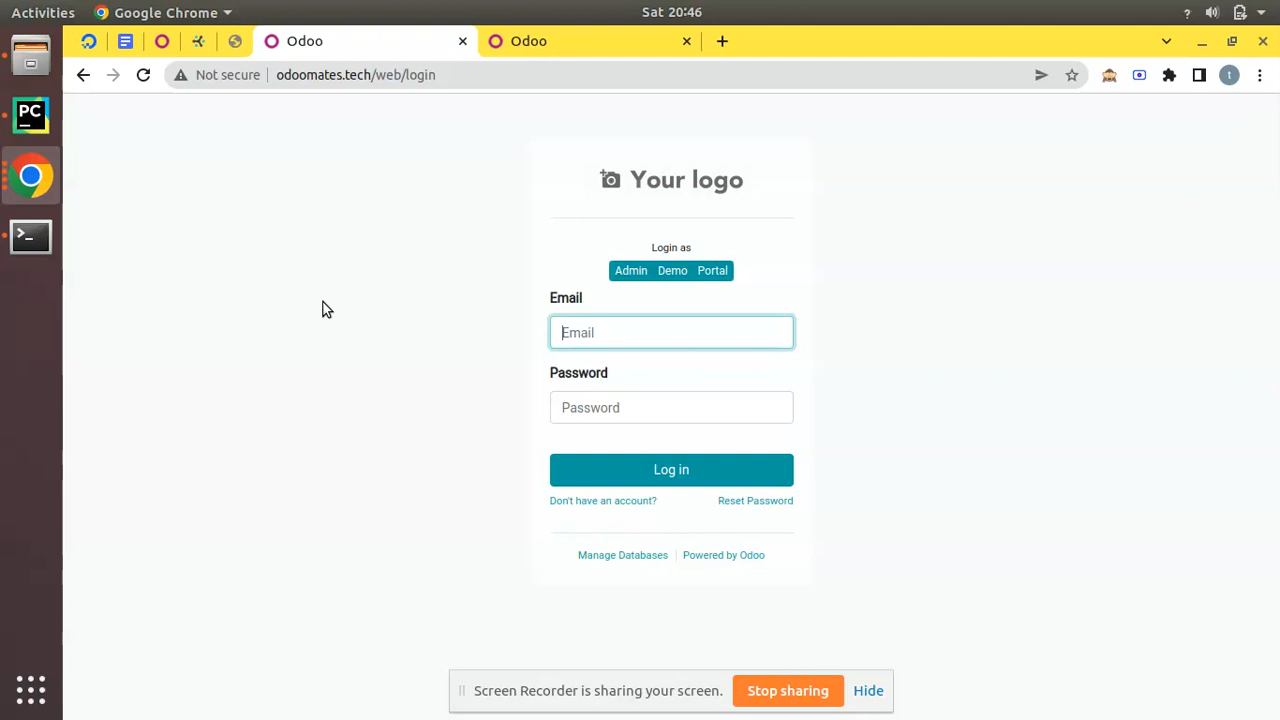 Activities
Google Chrome
Sat 20:46
?
Odoo
Odoo
Not secure
odoomates.tech/web/login
t
PC
>_
Your logo
Login as
Admin Demo Portal
Email
Email
Password
Password
Log in
Don't have an account? Reset Password
Manage Databases Powered by Odoo
Screen Recorder is sharing your screen. Stop sharing Hide